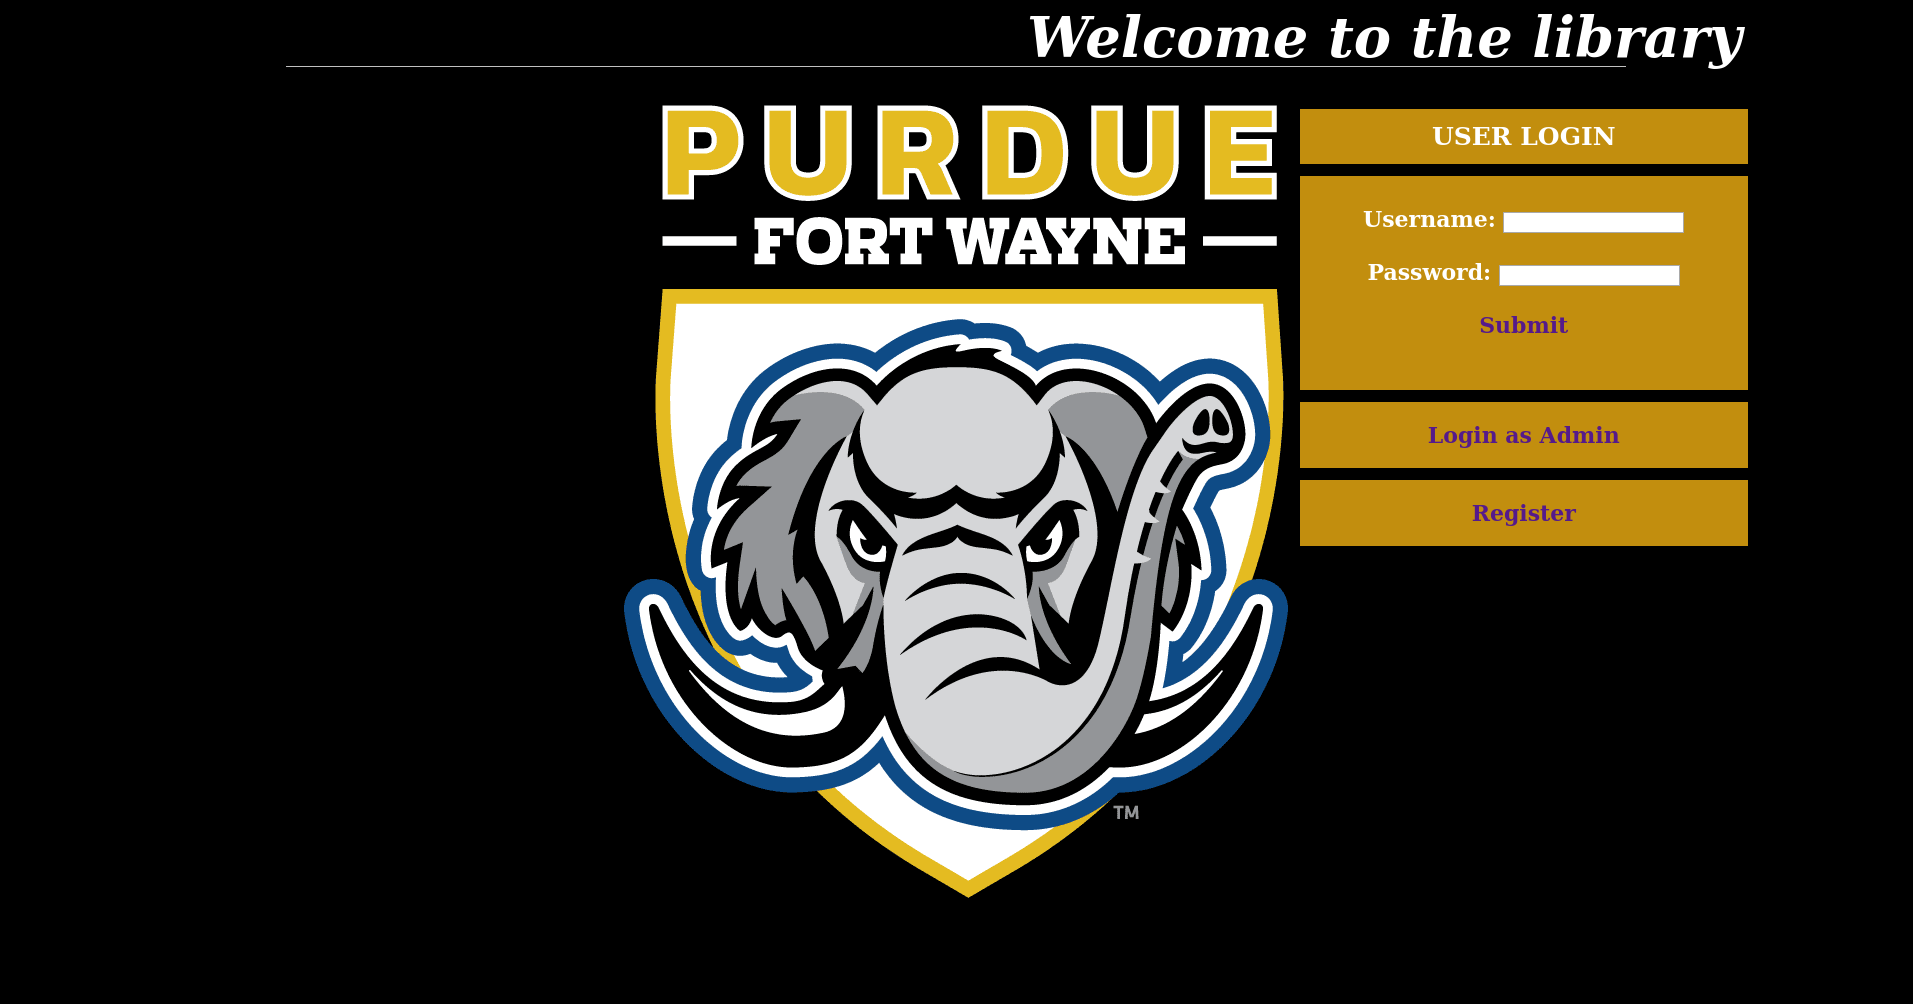 Welcome to the library
PURDUE
FORT WAYNE
TM
USER LOGIN
Username:
Password:
Submit
Login as Admin
Register